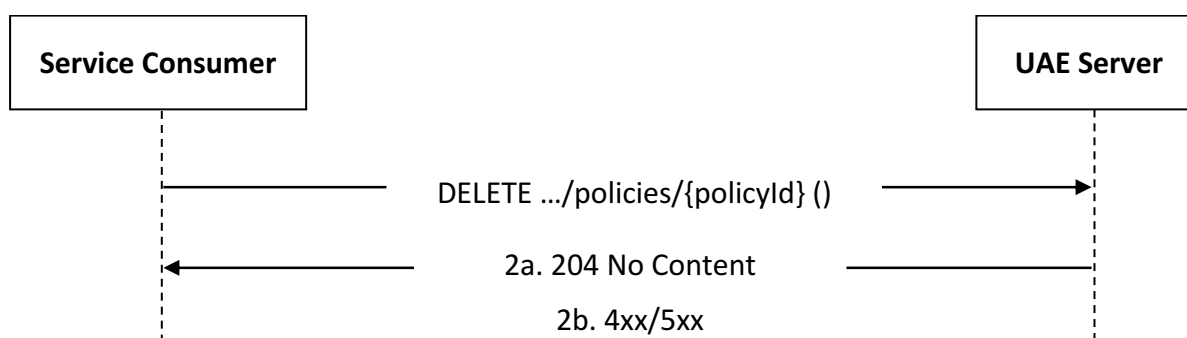 Service Consumer
UAE Server
DELETE …/policies/{policyId} ()
2a. 204 No Content
2b. 4xx/5xx